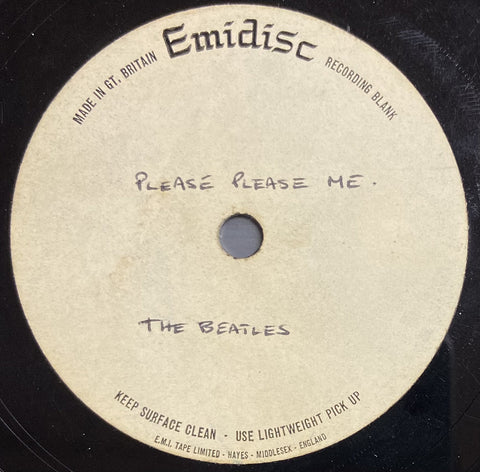 Emidisc
MADE IN GT. BRITAIN
RECORDING BLANK
PLEASE PLEASE ME.
THE BEATLES
KEEP SURFACE CLEAN · USE LIGHTWEIGHT PICK UP
E.M.I. TAPE LIMITED · HAYES · MIDDLESEX · ENGLAND